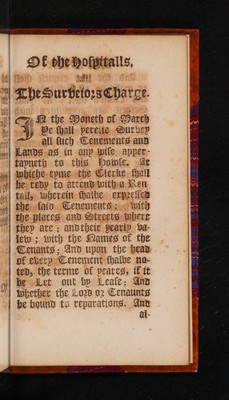 Of the Hospitalls,
The Surveiors Charge.
IN the Moneth of March
Ye shall yerelie Survey
all such Tenements and
Lands as in any wise apper-
tayneth to this Howse. At
whiche tyme the Clerke shall
be redy to attend with a Ren
tall, wherein shalbe expressed
the said Tenements; with
the places and Streets where
they are; and their yearly va-
lew; with the Names of the
Tenants; And upon the head
of every Tenement shalbe no-
ted, the terme of yeares, if it
be Let out by Lease; And
whether the Lord or Tenaunts
be bound to reparations. And
al-